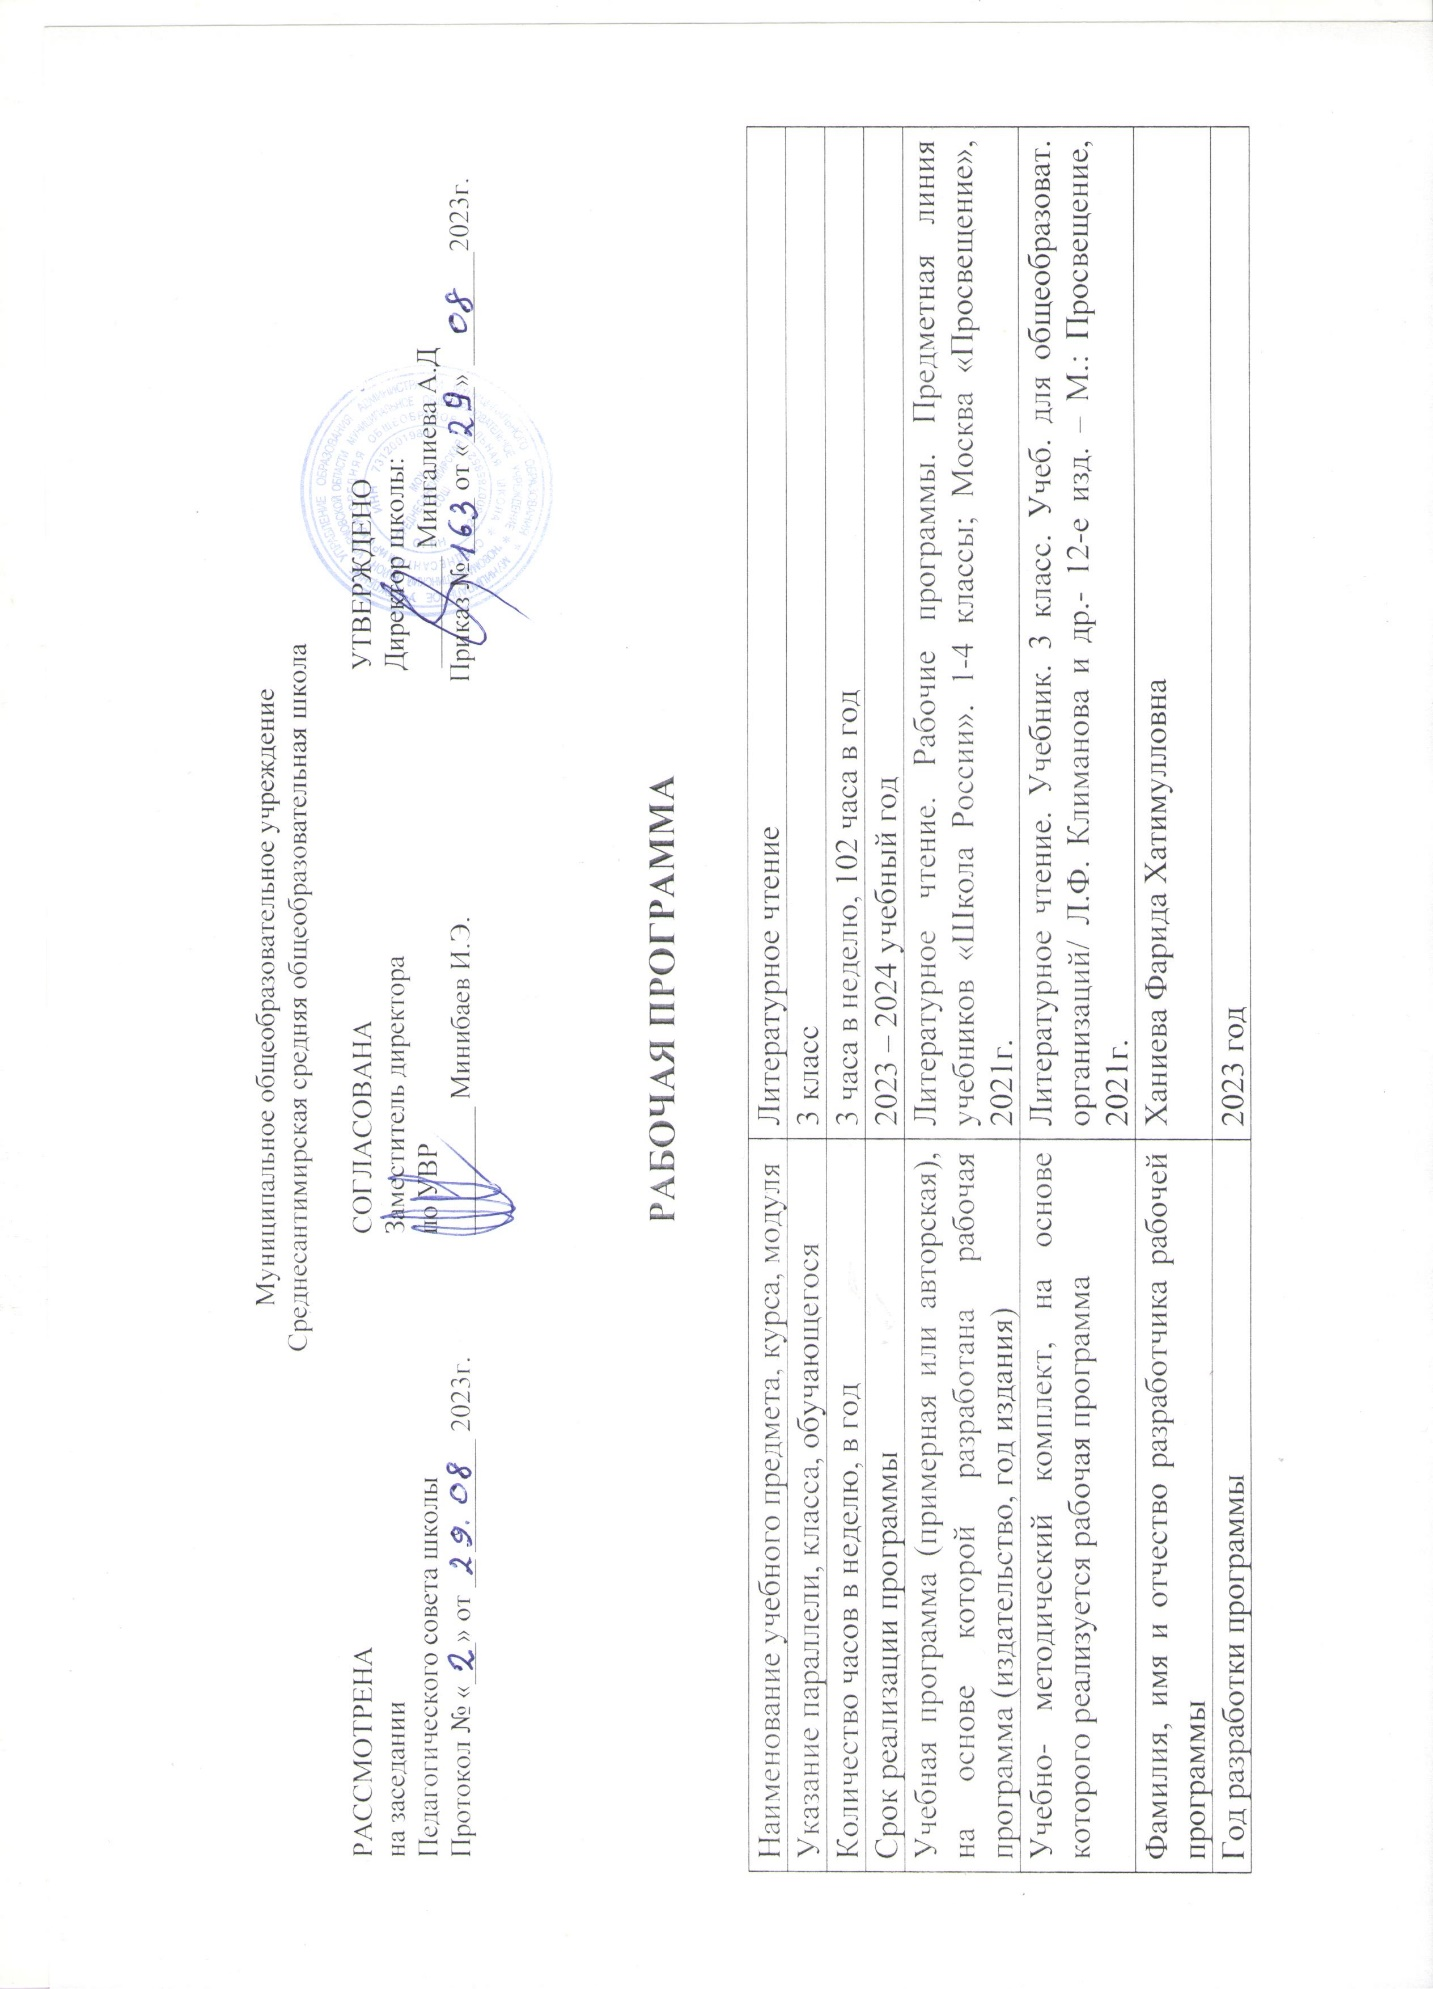 Муниципальное общеобразовательное учреждение
Среднесантимирская средняя общеобразовательная школа
РАССМОТРЕНА
на заседании
Педагогического совета школы
Протокол № « 2 » от 29. 08 2023г.
СОГЛАСОВАНА
Заместитель директора
по УВР
Минибаев И.Э.
УТВЕРЖДЕНО
Директор школы:
Мингалиева А.Д
Приказ № 163 от « 29 » 08 2023г.
РАБОЧАЯ ПРОГРАММА
Наименование учебного предмета, курса, модуля
Литературное чтение
Указание параллели, класса, обучающегося
3 класс
Количество часов в неделю, в год
3 часа в неделю, 102 часа в год
Срок реализации программы
2023 – 2024 учебный год
Учебная программа (примерная или авторская),
на основе которой разработана рабочая
программа (издательство, год издания)
Литературное чтение. Рабочие программы. Предметная линия
учебников «Школа России». 1-4 классы; Москва «Просвещение»,
2021г.
Учебно- методический комплект, на основе
которого реализуется рабочая программа
Литературное чтение. Учебник. 3 класс. Учеб. для общеобразоват.
организаций/ Л.Ф. Климанова и др.- 12-е изд. – М.: Просвещение,
2021г.
Фамилия, имя и отчество разработчика рабочей
программы
Ханиева Фарида Хатимулловна
Год разработки программы
2023 год